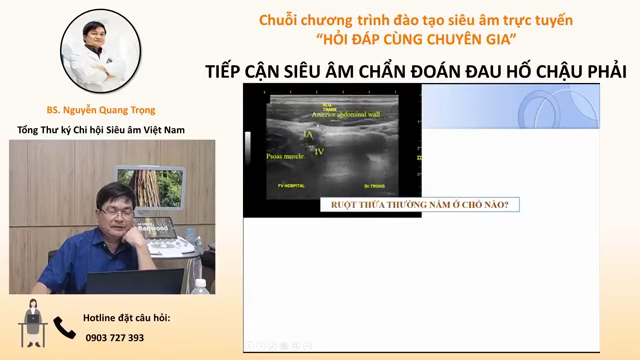 Chuỗi chương trình đào tạo siêu âm trực tuyến
“HỎI ĐÁP CÙNG CHUYÊN GIA”
TIẾP CẬN SIÊU ÂM CHẨN ĐOÁN ĐAU HỐ CHẬU PHẢI
BS. Nguyễn Quang Trọng
Tổng Thư ký Chi hội Siêu âm Việt Nam
Anterior abdominal wall
IA
IV
Psoas muscle
FV HOSPITAL
Dr. TRONG
RUỘT THỪA THƯỜNG NẰM Ở CHỖ NÀO?
Redwood
Hotline đặt câu hỏi:
0903 727 393